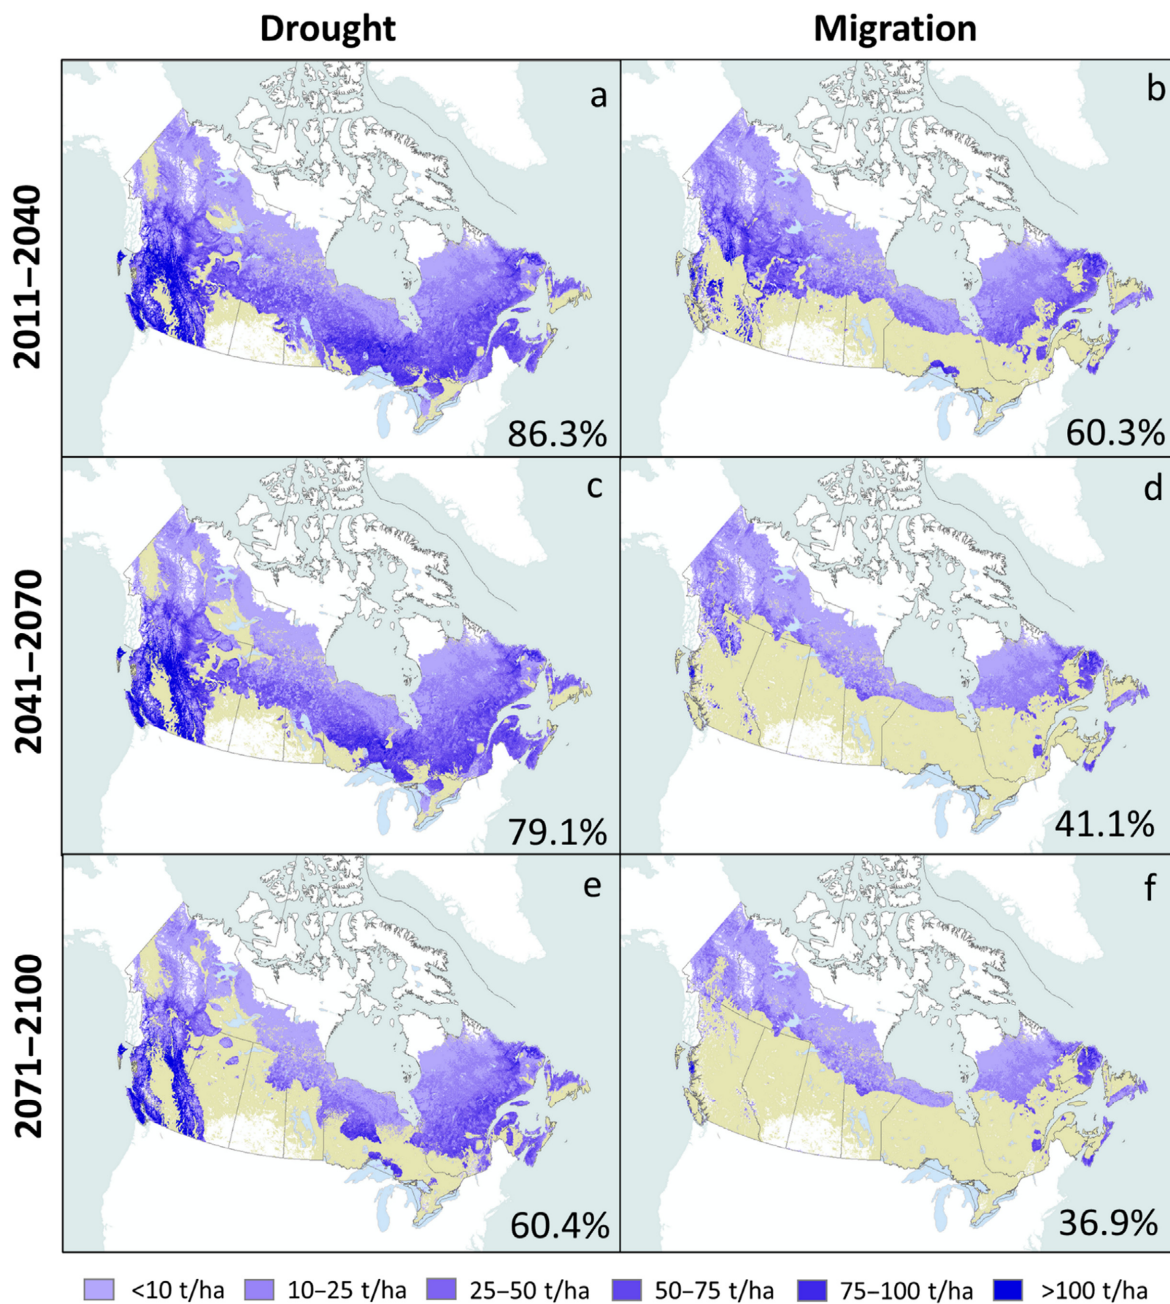 Drought Migration
2011–2040
a
86.3%
b
60.3%
2041–2070
c
79.1%
d
41.1%
2071–2100
e
60.4%
f
36.9%
<10 t/ha 10–25 t/ha 25–50 t/ha 50–75 t/ha 75–100 t/ha >100 t/ha